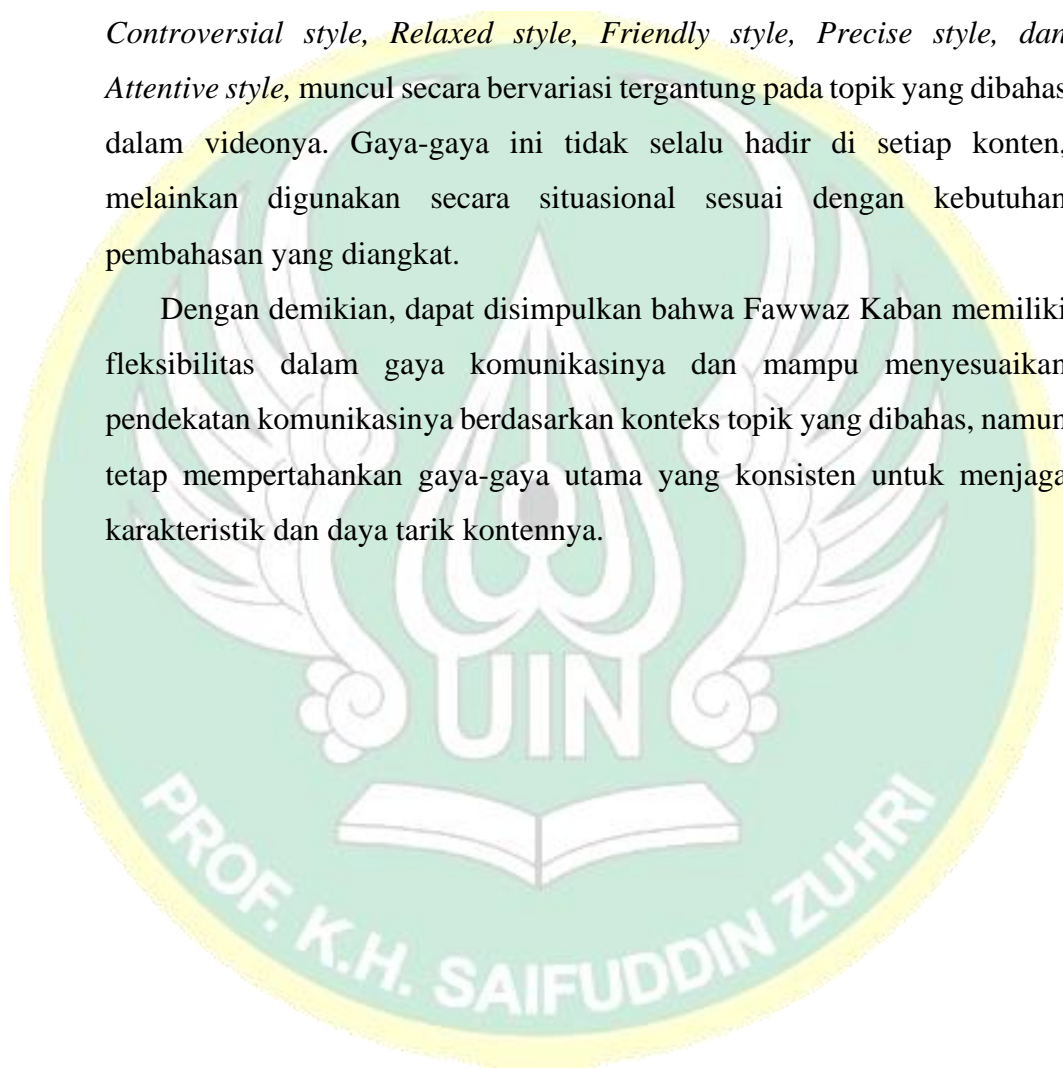 Controversial style, Relaxed style, Friendly style, Precise style, dan
Attentive style, muncul secara bervariasi tergantung pada topik yang dibahas
dalam videonya. Gaya-gaya ini tidak selalu hadir di setiap konten,
melainkan digunakan secara situasional sesuai dengan kebutuhan
pembahasan yang diangkat.
Dengan demikian, dapat disimpulkan bahwa Fawwaz Kaban memiliki
fleksibilitas dalam gaya komunikasinya dan mampu menyesuaikan
pendekatan komunikasinya berdasarkan konteks topik yang dibahas, namun
tetap mempertahankan gaya-gaya utama yang konsisten untuk menjaga
karakteristik dan daya tarik kontennya.
UIN
PROF. K.H. SAIFUDDIN ZUHRI